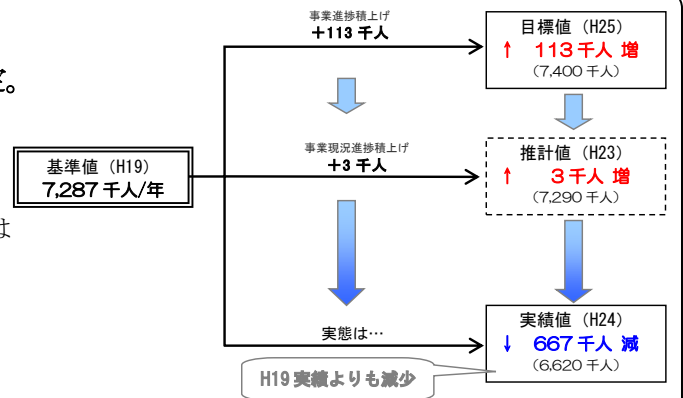 事業進捗積上げ
+113 千人
目標値（H25）
↑ 113 千人 増
（7,400 千人）
定。
事業現況進捗積上げ
+3 千人
基準値（H19）
7,287 千人/年
推計値（H23）
↑ 3 千人 増
（7,290 千人）
は
実態は…
実績値（H24）
↓ 667 千人 減
（6,620 千人）
H19 実績よりも減少